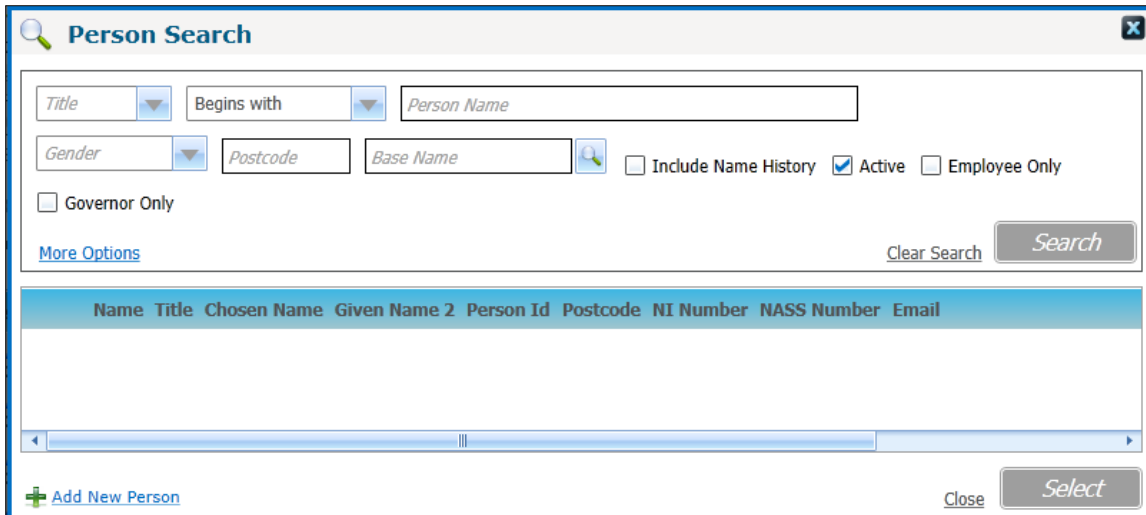 Person Search
Title Begins with Person Name
Gender Postcode Base Name Include Name History Active Employee Only
Governor Only
More Options Clear Search Search
Name Title Chosen Name Given Name 2 Person Id Postcode NI Number NASS Number Email
Add New Person Close Select